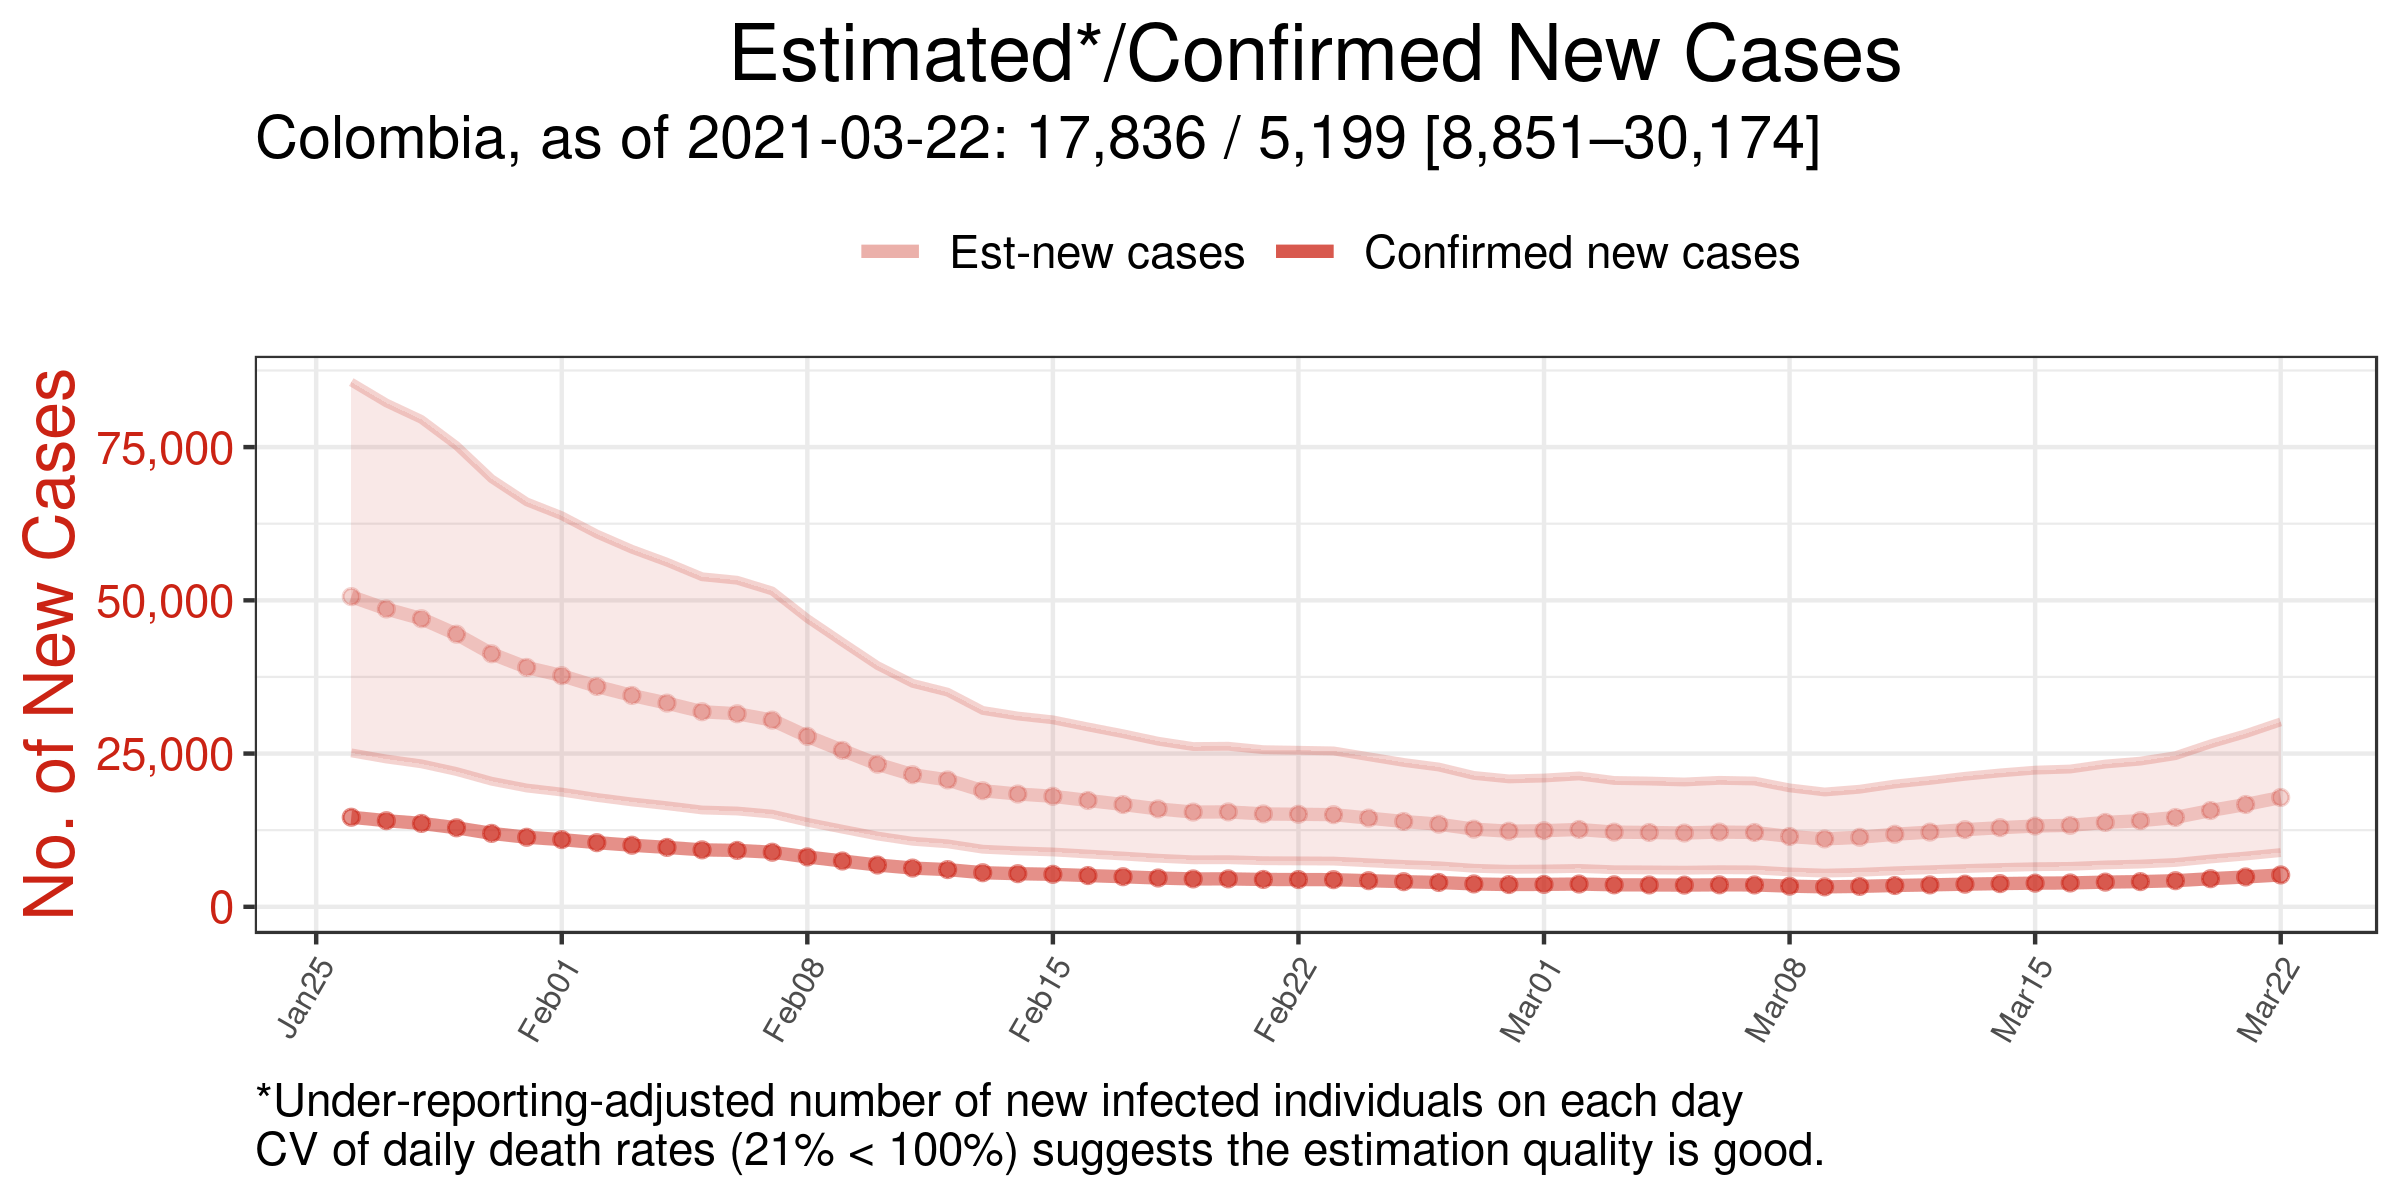 Estimated*/Confirmed New Cases
Colombia, as of 2021-03-22: 17,836 / 5,199 [8,851–30,174]
Est-new cases
Confirmed new cases
No. of New Cases
75,000
50,000
25,000
0
Jan25
Feb01
Feb08
Feb15
Feb22
Mar01
Mar08
Mar15
Mar22
*Under-reporting-adjusted number of new infected individuals on each day
CV of daily death rates (21% < 100%) suggests the estimation quality is good.